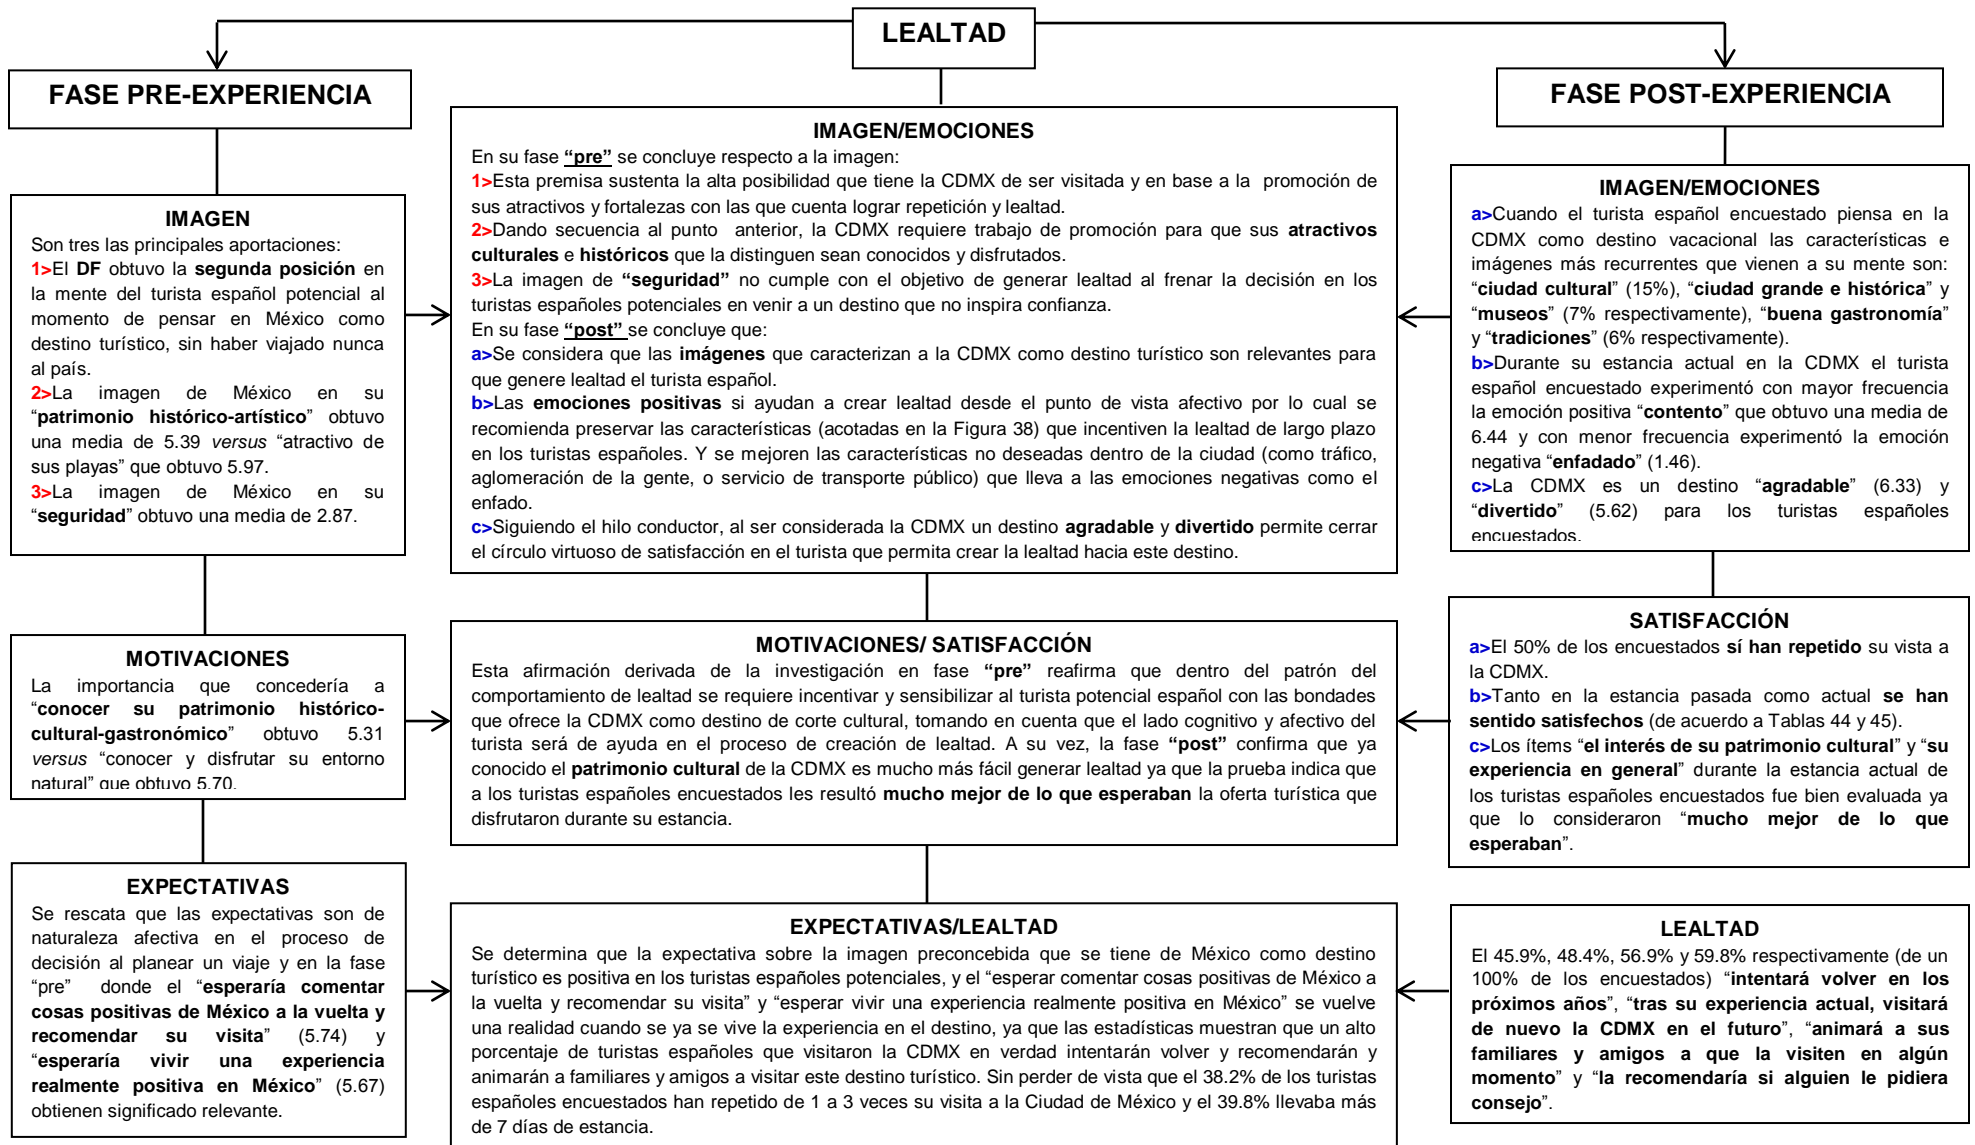 LEALTAD
FASE PRE-EXPERIENCIA
FASE POST-EXPERIENCIA
IMAGEN
Son tres las principales aportaciones:
1>El DF obtuvo la segunda posición en
la mente del turista español potencial al
momento de pensar en México como
destino turístico, sin haber viajado nunca
al país.
2>La imagen de México en su
“patrimonio histórico-artístico” obtuvo
una media de 5.39 versus “atractivo de
sus playas” que obtuvo 5.97.
3>La imagen de México en su
“seguridad” obtuvo una media de 2.87.
IMAGEN/EMOCIONES
En su fase “pre” se concluye respecto a la imagen:
1>Esta premisa sustenta la alta posibilidad que tiene la CDMX de ser visitada y en base a la promoción de
sus atractivos y fortalezas con las que cuenta lograr repetición y lealtad.
2>Dando secuencia al punto anterior, la CDMX requiere trabajo de promoción para que sus atractivos
culturales e históricos que la distinguen sean conocidos y disfrutados.
3>La imagen de “seguridad” no cumple con el objetivo de generar lealtad al frenar la decisión en los
turistas españoles potenciales en venir a un destino que no inspira confianza.
En su fase “post” se concluye que:
a>Se considera que las imágenes que caracterizan a la CDMX como destino turístico son relevantes para
que genere lealtad el turista español.
b>Las emociones positivas si ayudan a crear lealtad desde el punto de vista afectivo por lo cual se
recomienda preservar las características (acotadas en la Figura 38) que incentiven la lealtad de largo plazo
en los turistas españoles. Y se mejoren las características no deseadas dentro de la ciudad (como tráfico,
aglomeración de la gente, o servicio de transporte público) que lleva a las emociones negativas como el
enfado.
c>Siguiendo el hilo conductor, al ser considerada la CDMX un destino agradable y divertido permite cerrar
el círculo virtuoso de satisfacción en el turista que permita crear la lealtad hacia este destino.
IMAGEN/EMOCIONES
a>Cuando el turista español encuestado piensa en la
CDMX como destino vacacional las características e
imágenes más recurrentes que vienen a su mente son:
“ciudad cultural” (15%), “ciudad grande e histórica” y
“museos” (7% respectivamente), “buena gastronomía”
y “tradiciones” (6% respectivamente).
b>Durante su estancia actual en la CDMX el turista
español encuestado experimentó con mayor frecuencia
la emoción positiva “contento” que obtuvo una media de
6.44 y con menor frecuencia experimentó la emoción
negativa “enfadado” (1.46).
c>La CDMX es un destino “agradable” (6.33) y
“divertido” (5.62) para los turistas españoles
encuestados.
MOTIVACIONES
La importancia que concedería a
“conocer su patrimonio histórico-
cultural-gastronómico” obtuvo 5.31
versus “conocer y disfrutar su entorno
natural” que obtuvo 5.70.
MOTIVACIONES/ SATISFACCIÓN
Esta afirmación derivada de la investigación en fase “pre” reafirma que dentro del patrón del
comportamiento de lealtad se requiere incentivar y sensibilizar al turista potencial español con las bondades
que ofrece la CDMX como destino de corte cultural, tomando en cuenta que el lado cognitivo y afectivo del
turista será de ayuda en el proceso de creación de lealtad. A su vez, la fase “post” confirma que ya
conocido el patrimonio cultural de la CDMX es mucho más fácil generar lealtad ya que la prueba indica que
a los turistas españoles encuestados les resultó mucho mejor de lo que esperaban la oferta turística que
disfrutaron durante su estancia.
SATISFACCIÓN
a>El 50% de los encuestados sí han repetido su vista a
la CDMX.
b>Tanto en la estancia pasada como actual se han
sentido satisfechos (de acuerdo a Tablas 44 y 45).
c>Los ítems “el interés de su patrimonio cultural” y “su
experiencia en general” durante la estancia actual de
los turistas españoles encuestados fue bien evaluada ya
que lo consideraron “mucho mejor de lo que
esperaban”.
EXPECTATIVAS
Se rescata que las expectativas son de
naturaleza afectiva en el proceso de
decisión al planear un viaje y en la fase
“pre” donde el “esperaría comentar
cosas positivas de México a la vuelta y
recomendar su visita” (5.74) y
“esperaría vivir una experiencia
realmente positiva en México” (5.67)
obtienen significado relevante.
EXPECTATIVAS/LEALTAD
Se determina que la expectativa sobre la imagen preconcebida que se tiene de México como destino
turístico es positiva en los turistas españoles potenciales, y el “esperar comentar cosas positivas de México a
la vuelta y recomendar su visita” y “esperar vivir una experiencia realmente positiva en México” se vuelve
una realidad cuando se ya se vive la experiencia en el destino, ya que las estadísticas muestran que un alto
porcentaje de turistas españoles que visitaron la CDMX en verdad intentarán volver y recomendarán y
animarán a familiares y amigos a visitar este destino turístico. Sin perder de vista que el 38.2% de los turistas
españoles encuestados han repetido de 1 a 3 veces su visita a la Ciudad de México y el 39.8% llevaba más
de 7 días de estancia.
LEALTAD
El 45.9%, 48.4%, 56.9% y 59.8% respectivamente (de un
100% de los encuestados) “intentará volver en los
próximos años”, “tras su experiencia actual, visitará
de nuevo la CDMX en el futuro”, “animará a sus
familiares y amigos a que la visiten en algún
momento” y “la recomendaría si alguien le pidiera
consejo”.